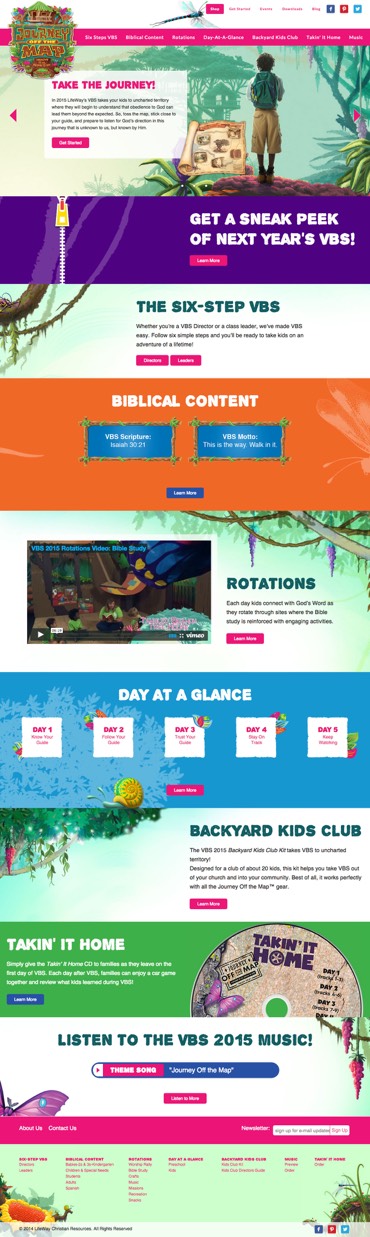 Shop Get Started Events Downloads Blog
JOURNEY
OFF THE
MAP
Six Steps VBS Biblical Content Rotations Day-At-A-Glance Backyard Kids Club Takin' It Home Music
TAKE THE JOURNEY!
In 2015 LifeWay's VBS takes your kids to uncharted territory
where they will begin to understand that obedience to God can
lead them beyond the expected. So, toss the map, stick close to
your guide, and prepare to listen for God's direction in this
journey that is unknown to us, but known by Him.
Get Started
GET A SNEAK PEEK
OF NEXT YEAR'S VBS!
Learn More
THE SIX-STEP VBS
Whether you're a VBS Director or a class leader, we've made VBS
easy. Follow six simple steps and you'll be ready to take kids on an
adventure of a lifetime!
Directors Leaders
BIBLICAL CONTENT
VBS Scripture:
Isaiah 30:21
VBS Motto:
This is the way. Walk in it.
Learn More
VBS 2015 Rotations Video: Bible Study
vimeo
ROTATIONS
Each day kids connect with God's Word as
they rotate through sites where the Bible
study is reinforced with engaging activities.
Learn More
DAY AT A GLANCE
DAY 1
Know Your
Guide
DAY 2
Follow Your
Guide
DAY 3
Trust Your
Guide
DAY 4
Stay On
Track
DAY 5
Keep
Watching
Learn More
BACKYARD KIDS CLUB
The VBS 2015 Backyard Kids Club Kit takes VBS to uncharted
territory!
Designed for a club of about 20 kids, this kit helps you take VBS out
of your church and into your community. Best of all, it works perfectly
with all the Journey Off the Map™ gear.
Learn More
TAKIN' IT HOME
Simply give the Takin' It Home CD to families as they leave on the
first day of VBS. Each day after VBS, families can enjoy a car game
together and review what kids learned during VBS!
Learn More
TAKIN' IT
HOME
JOURNEY
OFF THE
MAP
DAY 1
(Tracks 1-3)
DAY 2
(Tracks 4-6)
DAY 3
(Tracks 7-9)
LISTEN TO THE VBS 2015 MUSIC!
THEME SONG "Journey Off the Map"
Listen to More
About Us Contact Us
Newsletter: sign up for e-mail updates Sign Up
SIX-STEP VBS
Directors
Leaders
BIBLICAL CONTENT
Babies-2s & 3s-Kindergarten
Children & Special Needs
Students
Adults
Spanish
ROTATIONS
Worship Rally
Bible Study
Crafts
Music
Missions
Recreation
Snacks
DAY AT A GLANCE
Preschool
Kids
BACKYARD KIDS CLUB
Kids Club Kit
Kids Club Directors Guide
MUSIC
Preview
Order
TAKIN' IT HOME
Order
© 2014 LifeWay Christian Resources. All Rights Reserved